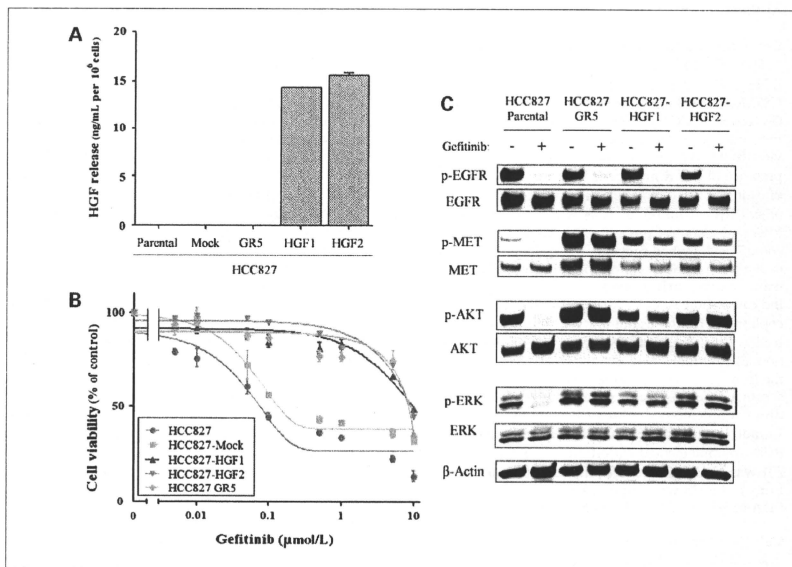 A
HGF release (ng/mL per 10⁶ cells)
20
15
10
5
0
Parental Mock GR5 HGF1 HGF2
HCC827
B
Cell viability (% of control)
100
50
0
HCC827
HCC827-Mock
HCC827-HGF1
HCC827-HGF2
HCC827 GR5
0 0.01 0.1 1 10
Gefitinib (µmol/L)
C
HCC827 HCC827 HCC827- HCC827-
Parental GR5 HGF1 HGF2
Gefitinib: - + - + - + - +
p-EGFR
EGFR
p-MET
MET
p-AKT
AKT
p-ERK
ERK
β-Actin